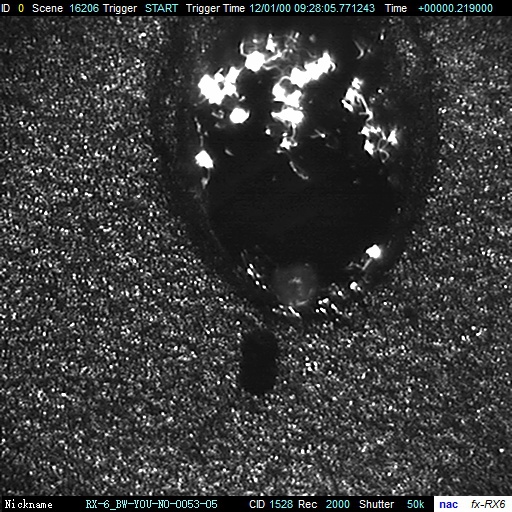 ID 0 Scene 16206 Trigger START Trigger Time 12/01/00 09:28:05.771243 Time +00000.219000
Nickname RX-6_BW-YOU-NO-0053-05 CID 1528 Rec 2000 Shutter 50k nac fx-RX6